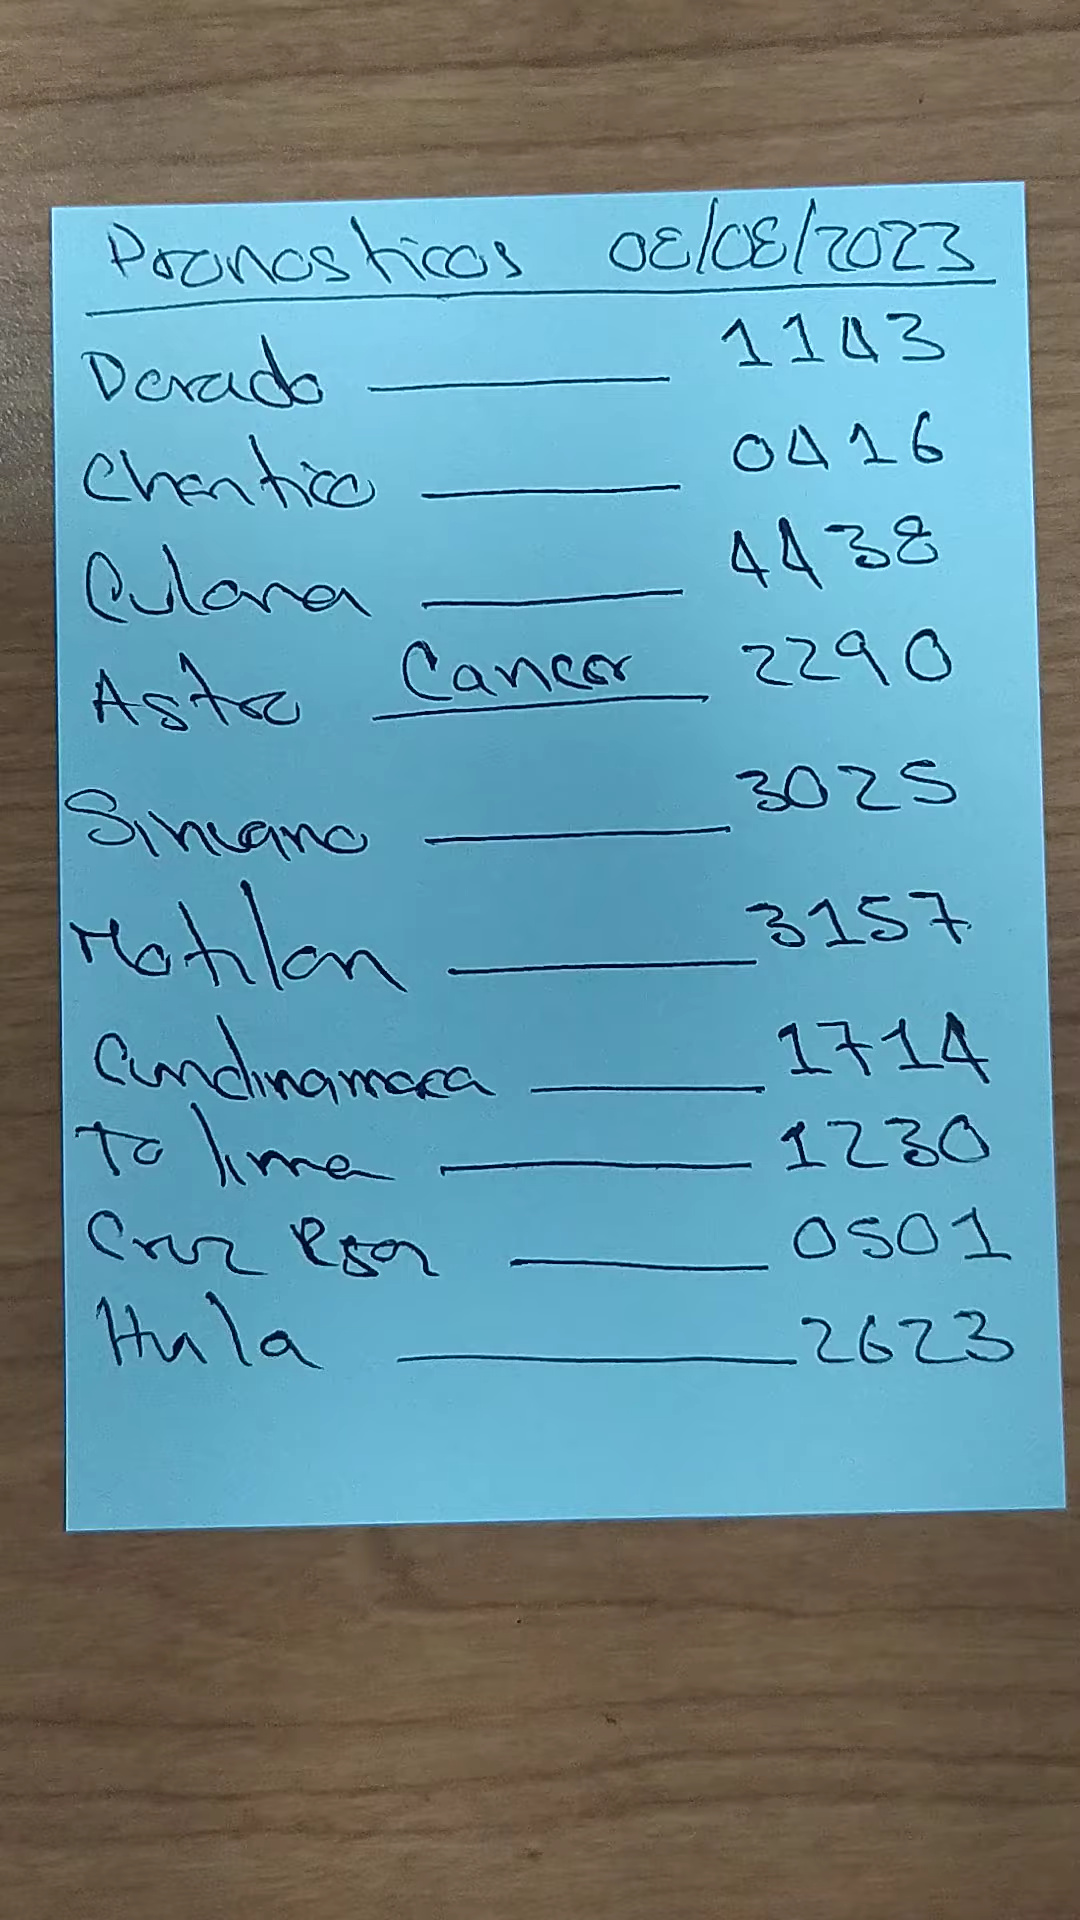 Pronosticos 08/08/2023
Dorado 1143
Chontico 0416
Culona 4438
Astro Cancer 2290
Sinuano 3025
Motilon 3157
Cundinamarca 1714
Tolima 1230
Cruz Roja 0501
Huila 2623